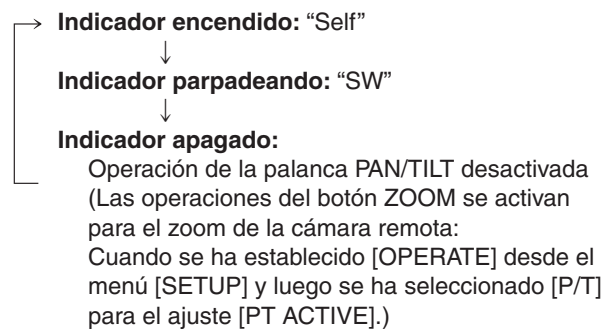 Indicador encendido: “Self”
Indicador parpadeando: “SW”
Indicador apagado:
Operación de la palanca PAN/TILT desactivada
(Las operaciones del botón ZOOM se activan
para el zoom de la cámara remota:
Cuando se ha establecido [OPERATE] desde el
menú [SETUP] y luego se ha seleccionado [P/T]
para el ajuste [PT ACTIVE].)